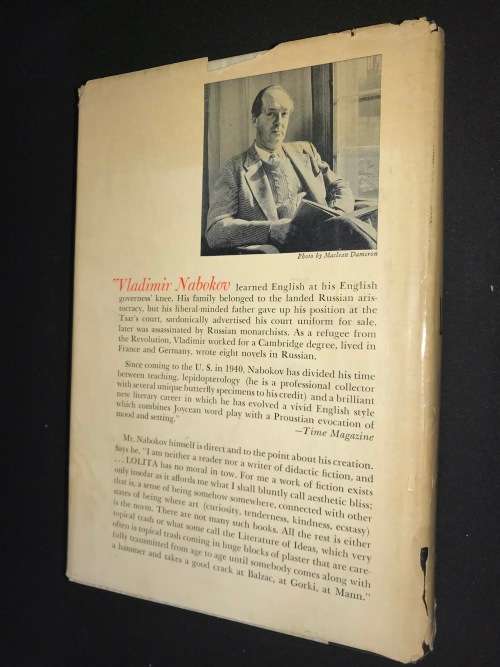 Photo by Maclean Dameron
"Vladimir Nabokov learned English at his English
governess' knee. His family belonged to the landed Russian aris-
tocracy, but his liberal-minded father gave up his position at the
Tsar's court, sardonically advertised his court uniform for sale,
later was assassinated by Russian monarchists. As a refugee from
the Revolution, Vladimir worked for a Cambridge degree, lived in
France and Germany, wrote eight novels in Russian.
Since coming to the U. S. in 1940, Nabokov has divided his time
between teaching, lepidopterology (he is a professional collector
with several unique butterfly specimens to his credit) and a brilliant
new literary career in which he has evolved a vivid English style
which combines Joycean word play with a Proustian evocation of
mood and setting."
—Time Magazine
Mr. Nabokov himself is direct and to the point about his creation.
Says he, "I am neither a reader nor a writer of didactic fiction, and
. . . LOLITA has no moral in tow. For me a work of fiction exists
only insofar as it affords me what I shall bluntly call aesthetic bliss;
that is, a sense of being somehow somewhere, connected with other
states of being where art (curiosity, tenderness, kindness, ecstasy)
is the norm. There are not many such books. All the rest is either
topical trash or what some call the Literature of Ideas, which very
often is topical trash coming in huge blocks of plaster that are care-
fully transmitted from age to age until somebody comes along with
a hammer and takes a good crack at Balzac, at Gorki, at Mann."